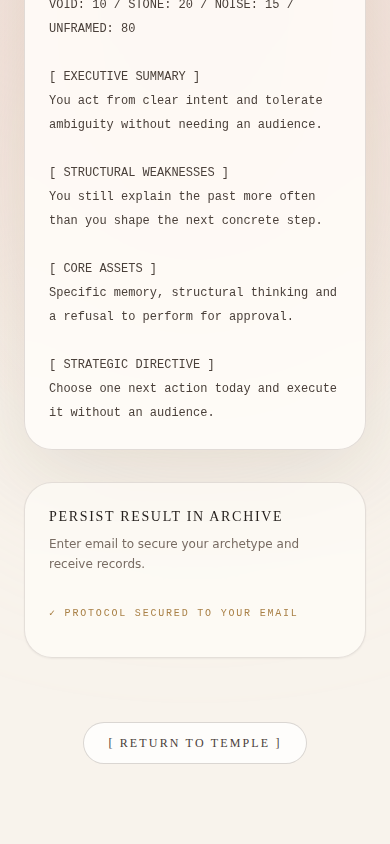 VOID: 10 / STONE: 20 / NOISE: 15 /
UNFRAMED: 80
[ EXECUTIVE SUMMARY ]
You act from clear intent and tolerate
ambiguity without needing an audience.
[ STRUCTURAL WEAKNESSES ]
You still explain the past more often
than you shape the next concrete step.
[ CORE ASSETS ]
Specific memory, structural thinking and
a refusal to perform for approval.
[ STRATEGIC DIRECTIVE ]
Choose one next action today and execute
it without an audience.
PERSIST RESULT IN ARCHIVE
Enter email to secure your archetype and
receive records.
✓ PROTOCOL SECURED TO YOUR EMAIL
[ RETURN TO TEMPLE ]